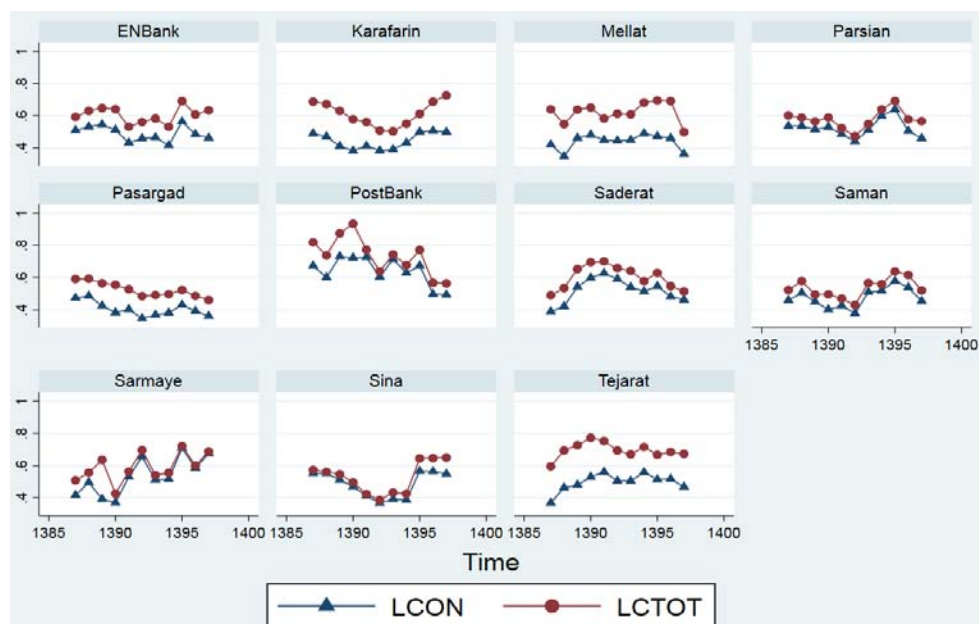 ENBank Karafarin Mellat Parsian
1
.8
.6
.4
Pasargad PostBank Saderat Saman
1
.8
.6
.4
1385 1390 1395 1400
Sarmaye Sina Tejarat
1
.8
.6
.4
1385 1390 1395 1400 1385 1390 1395 1400 1385 1390 1395 1400
Time
LCON LCTOT